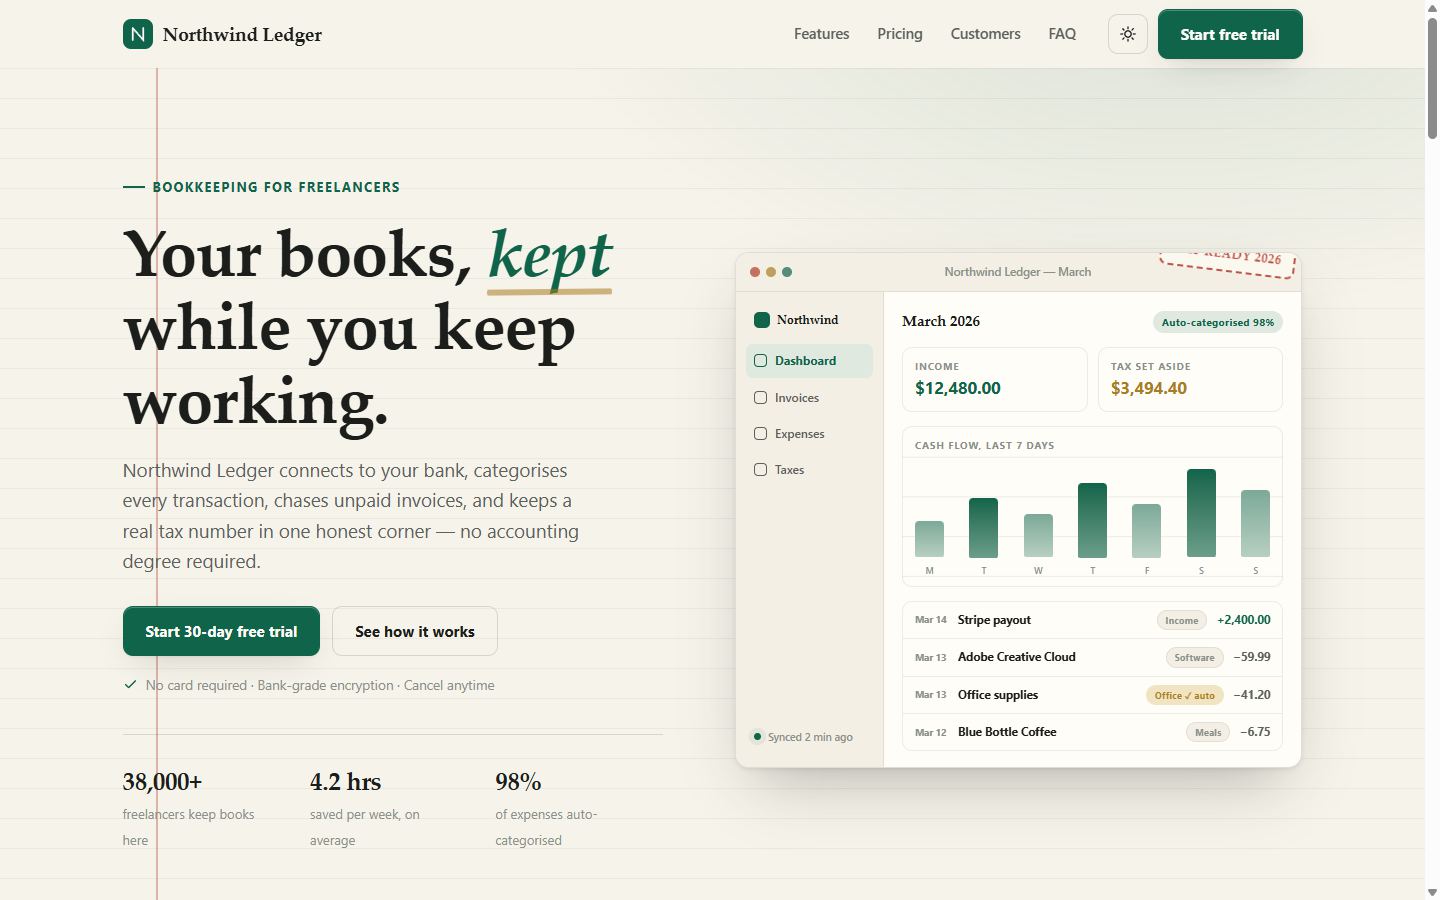 Northwind Ledger
Features
Pricing
Customers
FAQ
Start free trial
BOOKKEEPING FOR FREELANCERS
Your books, kept
while you keep
working.
Northwind Ledger connects to your bank, categorises
every transaction, chases unpaid invoices, and keeps a
real tax number in one honest corner — no accounting
degree required.
Start 30-day free trial
See how it works
No card required · Bank-grade encryption · Cancel anytime
38,000+
freelancers keep books
here
4.2 hrs
saved per week, on
average
98%
of expenses auto-
categorised
Northwind Ledger — March
READY 2026
Northwind
Dashboard
Invoices
Expenses
Taxes
Synced 2 min ago
March 2026
Auto-categorised 98%
INCOME
$12,480.00
TAX SET ASIDE
$3,494.40
CASH FLOW, LAST 7 DAYS
M T W T F S S
Mar 14 Stripe payout Income +2,400.00
Mar 13 Adobe Creative Cloud Software −59.99
Mar 13 Office supplies Office ✓ auto −41.20
Mar 12 Blue Bottle Coffee Meals −6.75